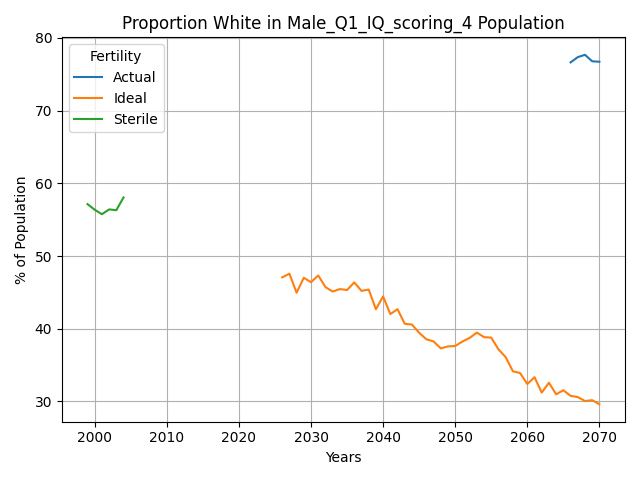 Proportion White in Male_Q1_IQ_scoring_4 Population
% of Population
80
70
60
50
40
30
Fertility
Actual
Ideal
Sterile
2000 2010 2020 2030 2040 2050 2060 2070
Years